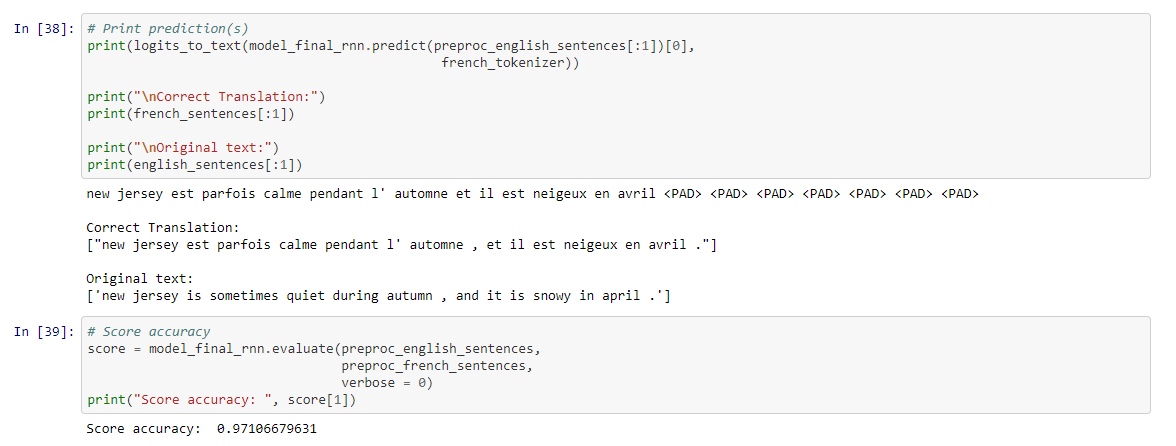 In [38]: # Print prediction(s)
print(logits_to_text(model_final_rnn.predict(preproc_english_sentences[:1])[0],
french_tokenizer))
print("\nCorrect Translation:")
print(french_sentences[:1])
print("\nOriginal text:")
print(english_sentences[:1])
new jersey est parfois calme pendant l' automne et il est neigeux en avril <PAD> <PAD> <PAD> <PAD> <PAD> <PAD> <PAD>
Correct Translation:
["new jersey est parfois calme pendant l' automne , et il est neigeux en avril ."]
Original text:
['new jersey is sometimes quiet during autumn , and it is snowy in april .']
In [39]: # Score accuracy
score = model_final_rnn.evaluate(preproc_english_sentences,
preproc_french_sentences,
verbose = 0)
print("Score accuracy: ", score[1])
Score accuracy:  0.97106679631